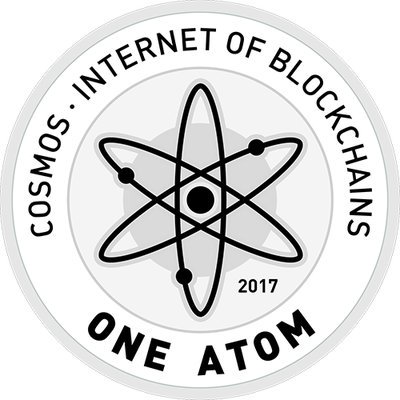 COSMOS · INTERNET OF BLOCKCHAINS
2017
ONE ATOM